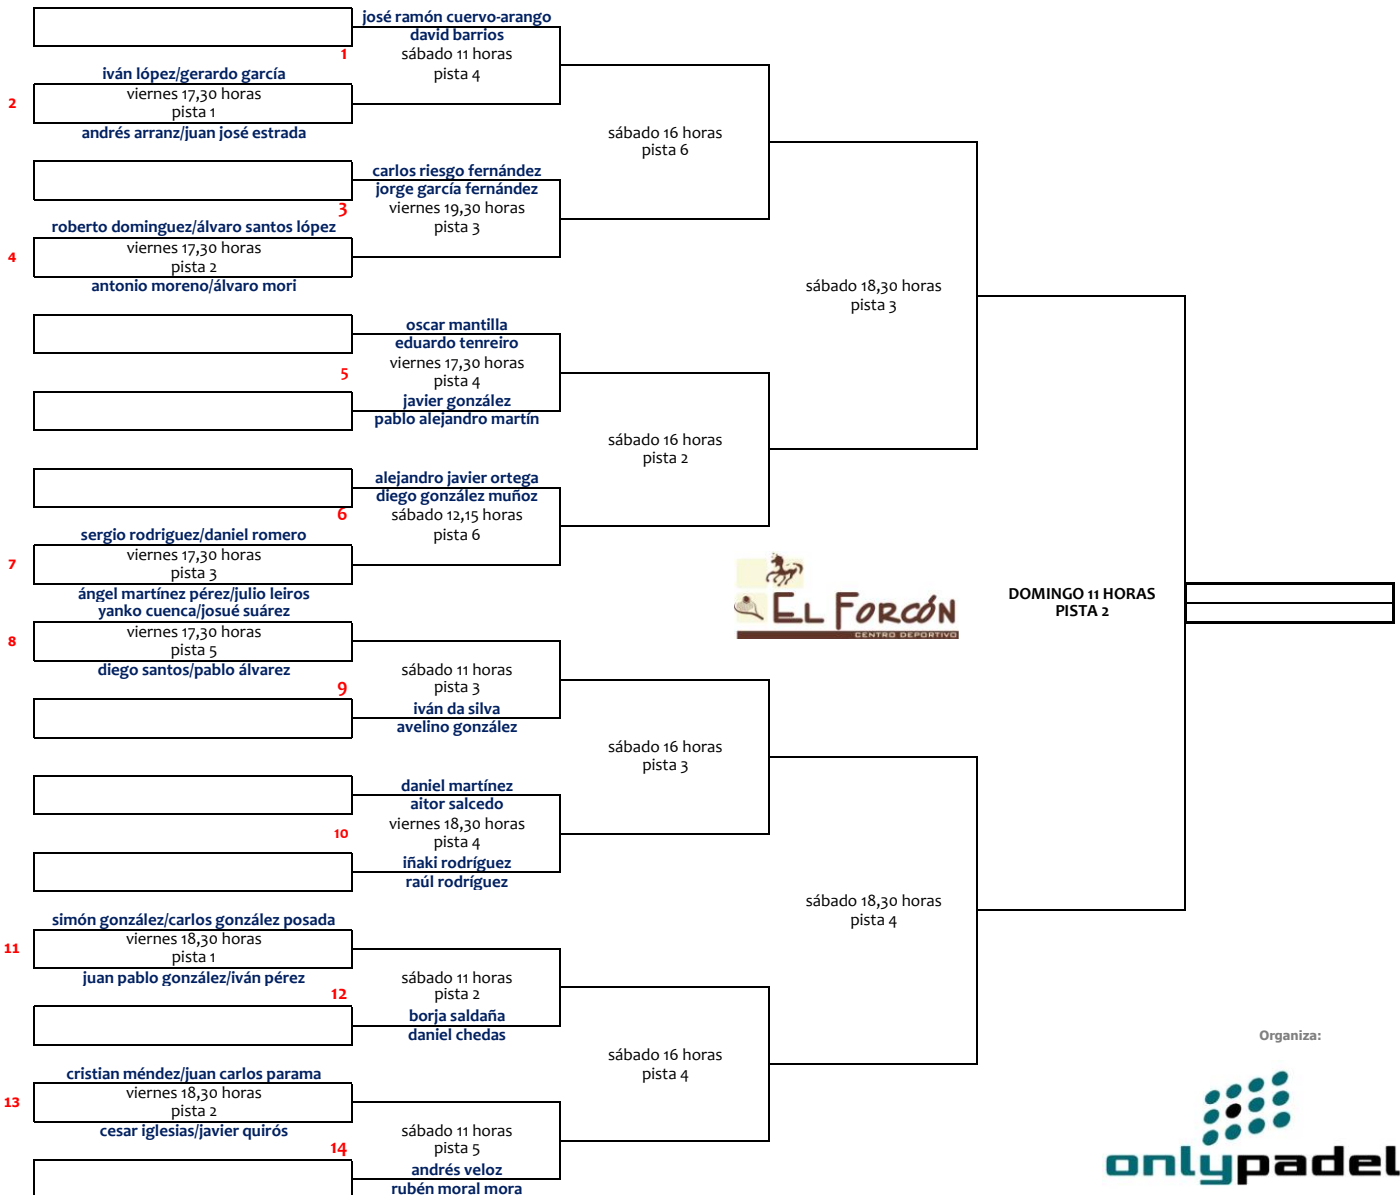 josé ramón cuervo-arango
david barrios
1
sábado 11 horas
pista 4
iván lópez/gerardo garcía
2
viernes 17,30 horas
pista 1
andrés arranz/juan josé estrada
sábado 16 horas
pista 6
carlos riesgo fernández
jorge garcía fernández
3
viernes 19,30 horas
pista 3
roberto dominguez/álvaro santos lópez
4
viernes 17,30 horas
pista 2
antonio moreno/álvaro mori
sábado 18,30 horas
pista 3
oscar mantilla
eduardo tenreiro
viernes 17,30 horas
5
pista 4
javier gonzález
pablo alejandro martín
sábado 16 horas
pista 2
alejandro javier ortega
diego gonzález muñoz
6
sábado 12,15 horas
pista 6
sergio rodriguez/daniel romero
7
viernes 17,30 horas
pista 3
ángel martínez pérez/julio leiros
EL FORCÓN
CENTRO DEPORTIVO
DOMINGO 11 HORAS
PISTA 2
yanko cuenca/josué suárez
8
viernes 17,30 horas
pista 5
diego santos/pablo álvarez
9
sábado 11 horas
pista 3
iván da silva
avelino gonzález
sábado 16 horas
pista 3
daniel martínez
aitor salcedo
10
viernes 18,30 horas
pista 4
iñaki rodríguez
raúl rodríguez
sábado 18,30 horas
pista 4
simón gonzález/carlos gonzález posada
11
viernes 18,30 horas
pista 1
juan pablo gonzález/iván pérez
12
sábado 11 horas
pista 2
borja saldaña
daniel chedas
sábado 16 horas
pista 4
cristian méndez/juan carlos parama
13
viernes 18,30 horas
pista 2
cesar iglesias/javier quirós
14
sábado 11 horas
pista 5
andrés veloz
rubén moral mora
Organiza:
onlypadel